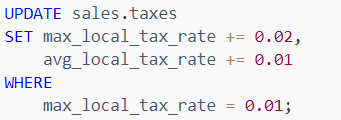 UPDATE sales.taxes
SET max_local_tax_rate += 0.02,
    avg_local_tax_rate += 0.01
WHERE
    max_local_tax_rate = 0.01;